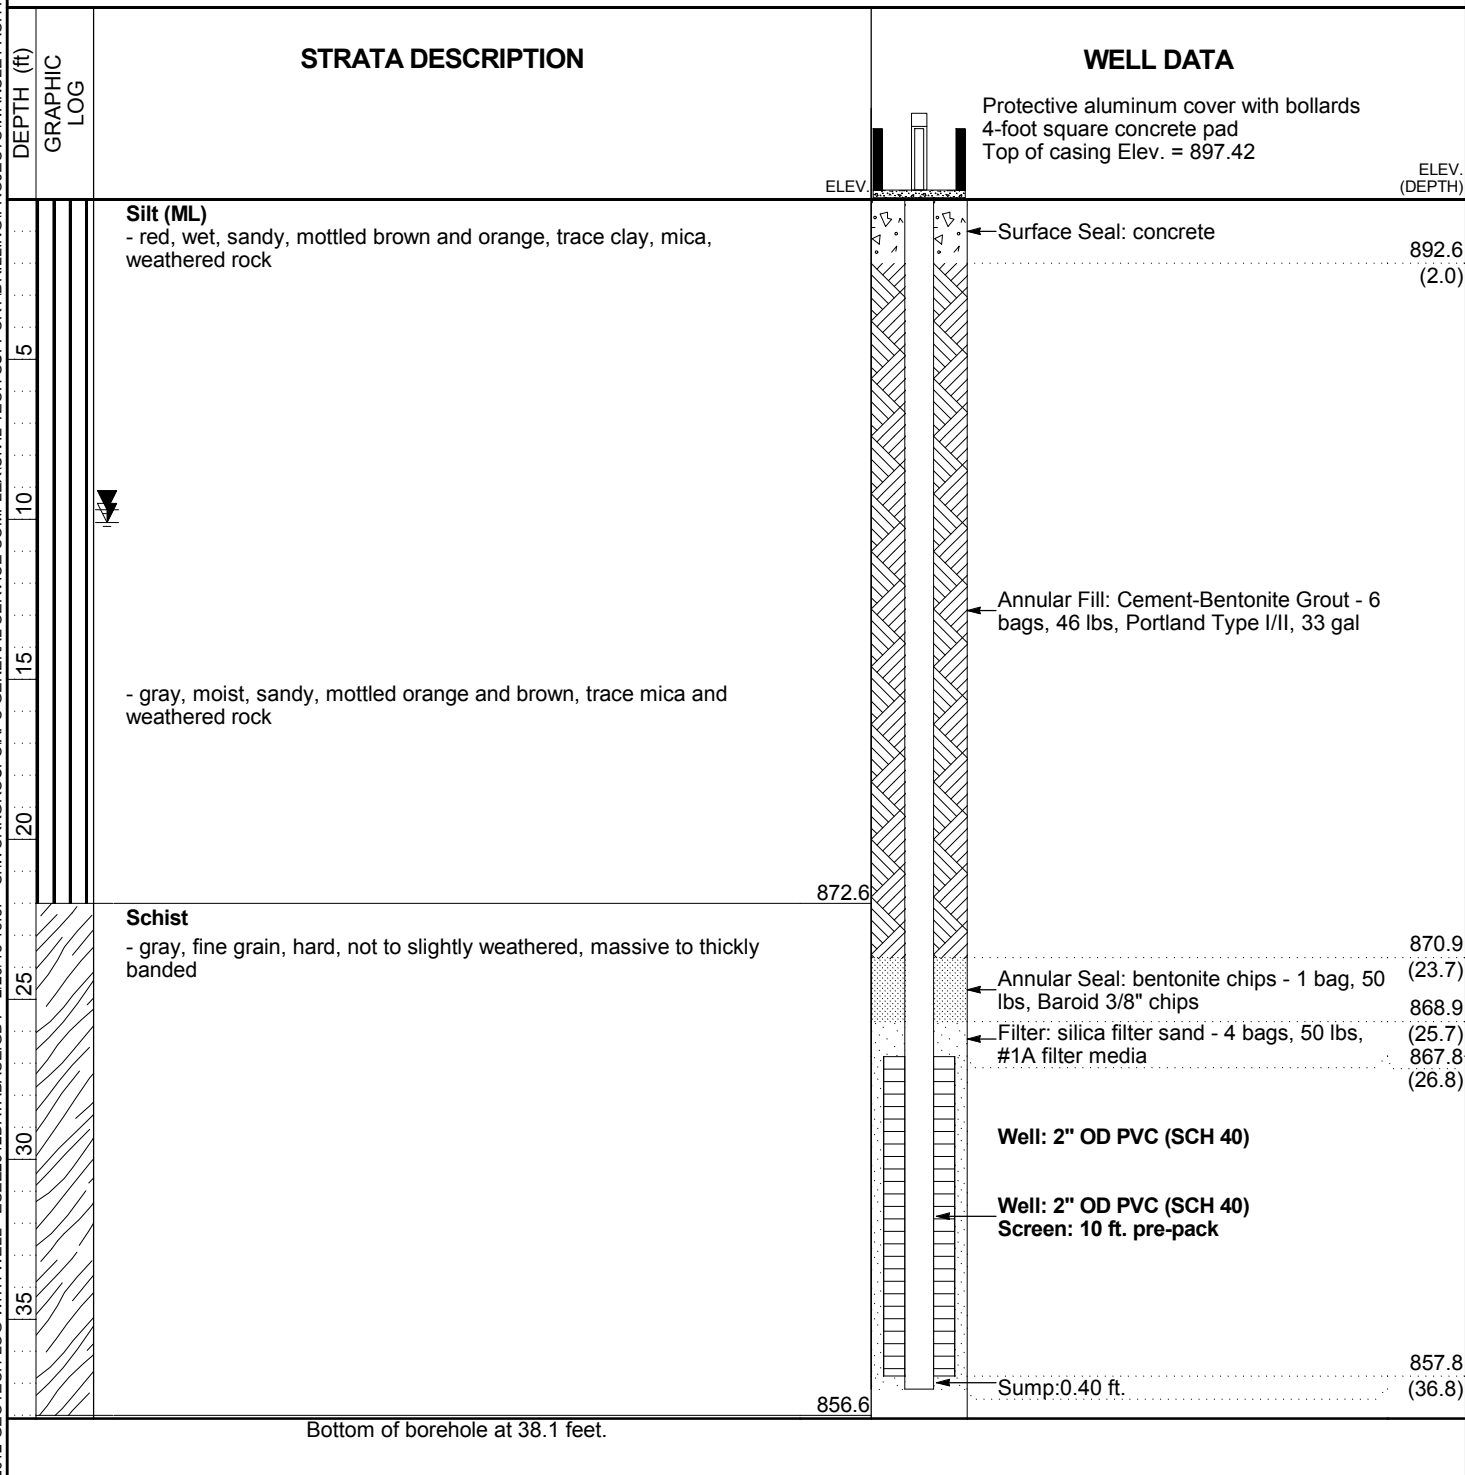 DEPTH (ft)
GRAPHIC
LOG
STRATA DESCRIPTION
ELEV.
WELL DATA
Protective aluminum cover with bollards
4-foot square concrete pad
Top of casing Elev. = 897.42
ELEV.
(DEPTH)
Silt (ML)
- red, wet, sandy, mottled brown and orange, trace clay, mica,
weathered rock
Surface Seal: concrete
892.6
(2.0)
5
10
Annular Fill: Cement-Bentonite Grout - 6
bags, 46 lbs, Portland Type I/II, 33 gal
15
- gray, moist, sandy, mottled orange and brown, trace mica and
weathered rock
20
872.6
Schist
- gray, fine grain, hard, not to slightly weathered, massive to thickly
banded
870.9
(23.7)
25
Annular Seal: bentonite chips - 1 bag, 50
lbs, Baroid 3/8" chips
868.9
(25.7)
Filter: silica filter sand - 4 bags, 50 lbs,
#1A filter media
867.8
(26.8)
30
Well: 2" OD PVC (SCH 40)
Well: 2" OD PVC (SCH 40)
Screen: 10 ft. pre-pack
35
857.8
(36.8)
Sump:0.40 ft.
856.6
Bottom of borehole at 38.1 feet.